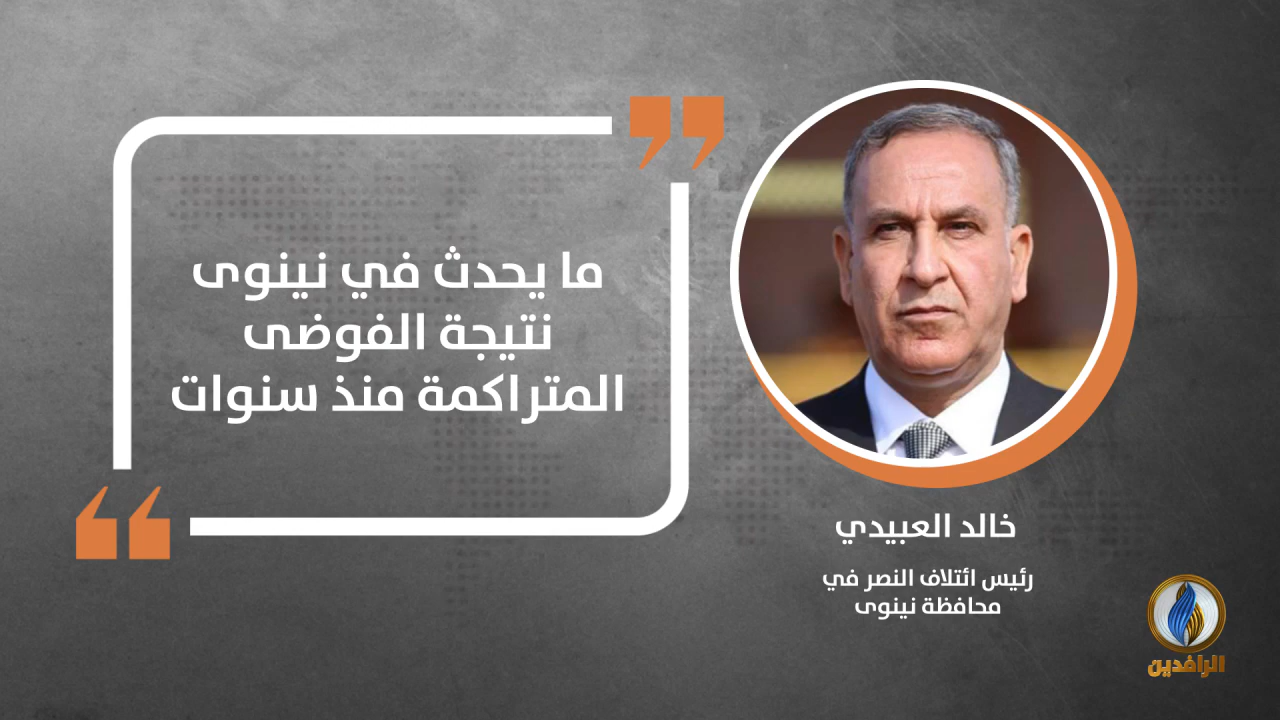 ما يحدث في نينوى
نتيجة الفوضى
المتراكمة منذ سنوات
خالد العبيدي
رئيس ائتلاف النصر في
محافظة نينوى
الرافدين